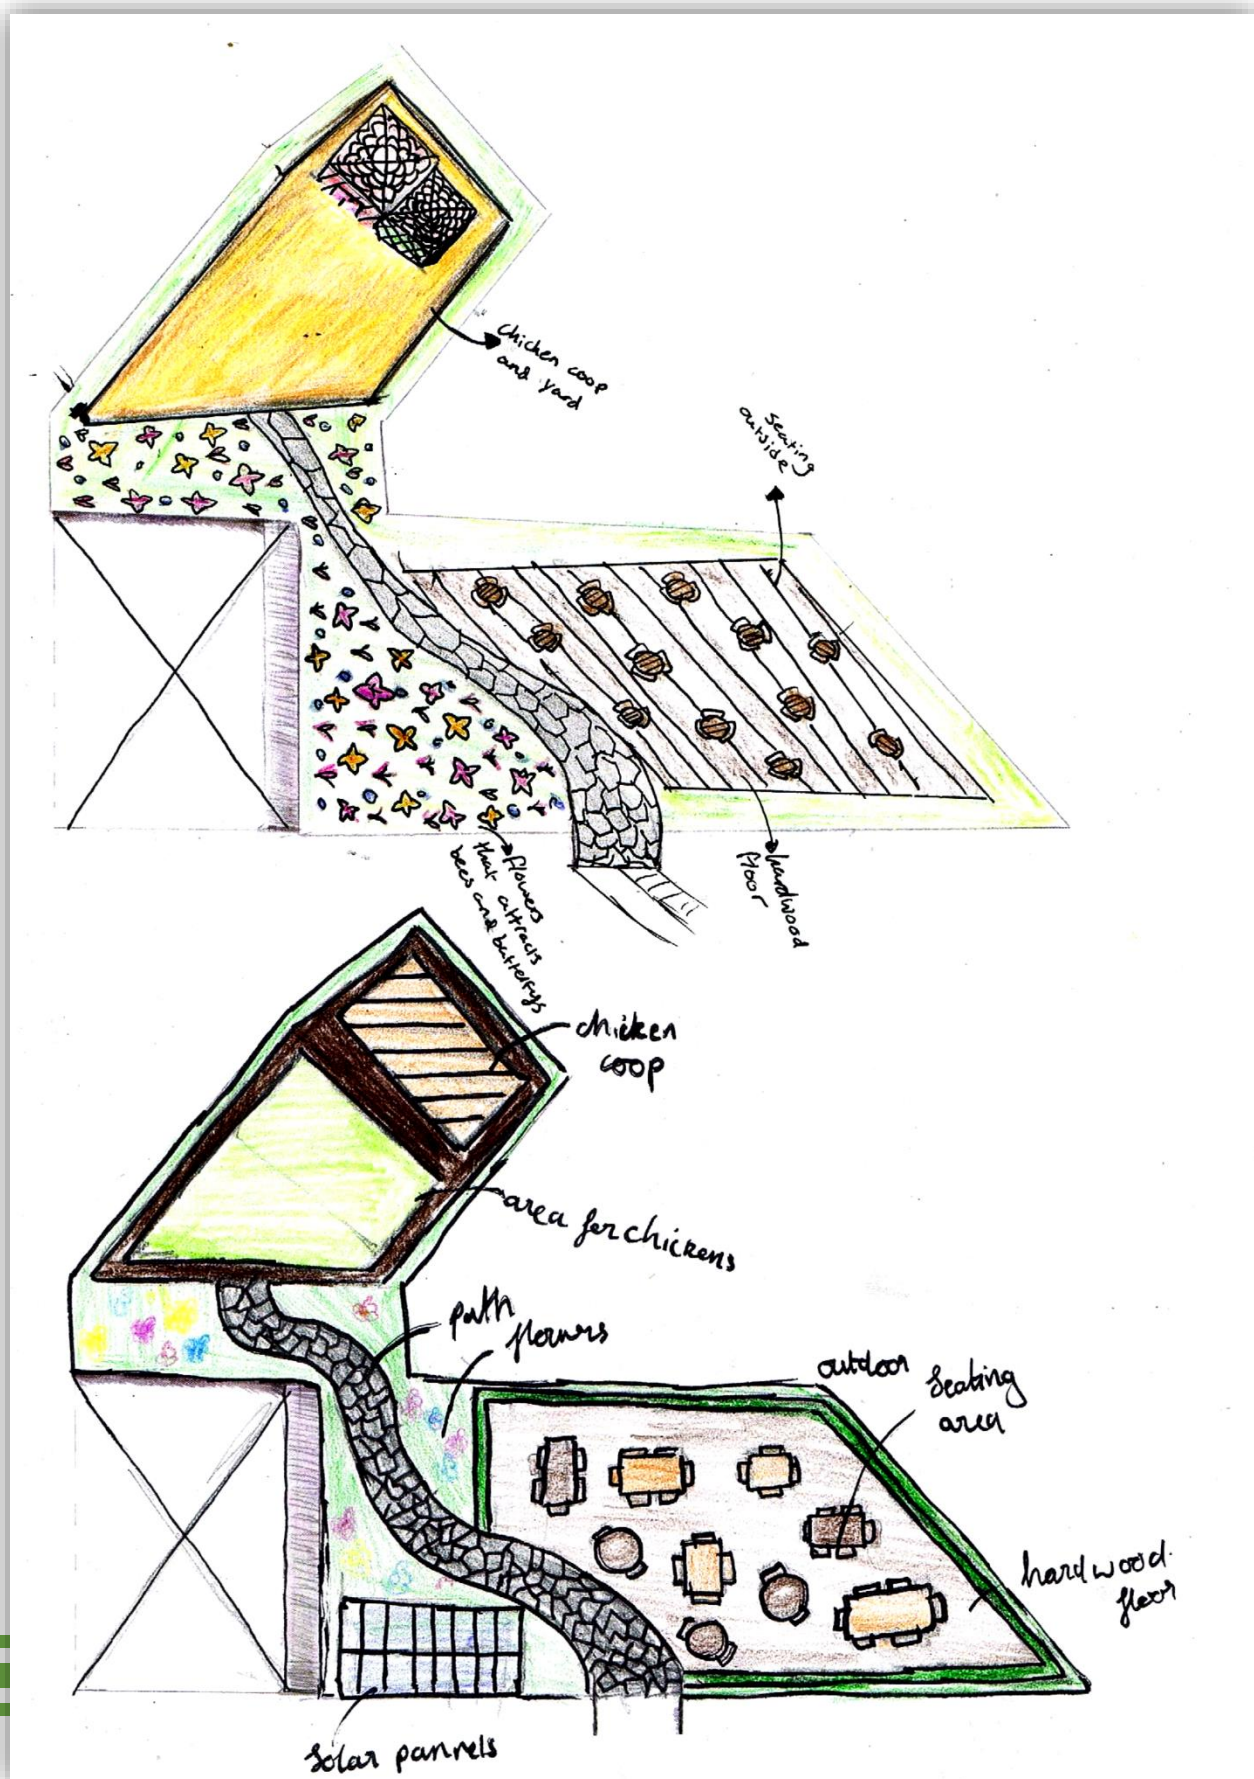 chicken coop
and yard
seating
outside
hardwood
floor
flowers
that attracts
bees and butterflys
chicken
coop
area for chickens
path
flowers
outdoor seating
area
hardwood
floor
solar pannels